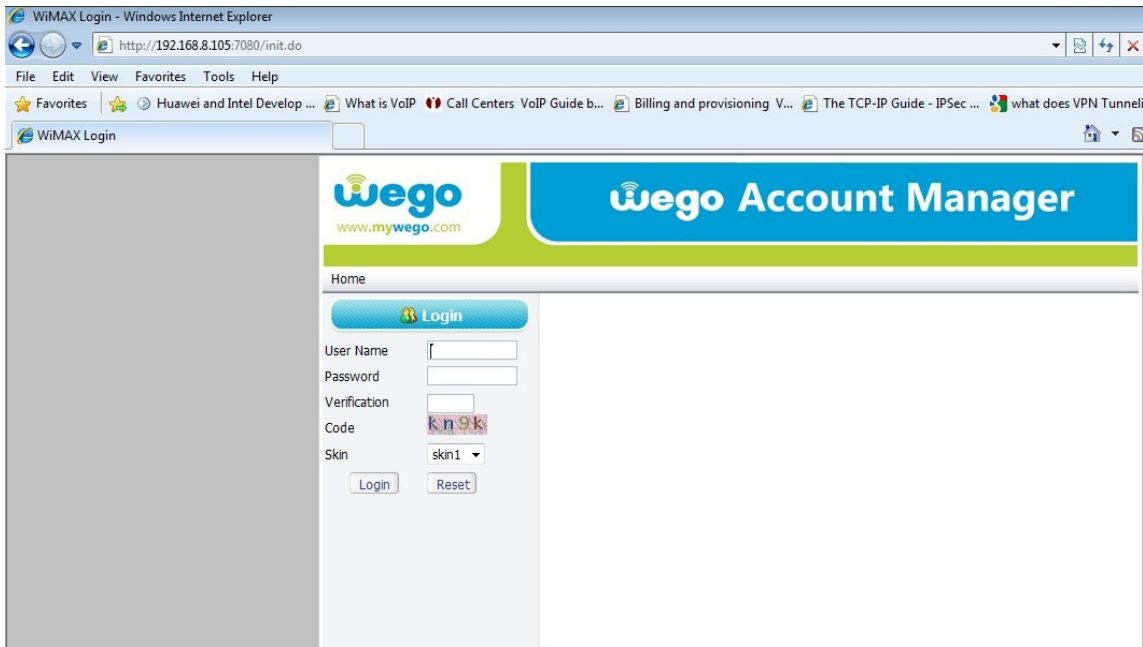 WiMAX Login - Windows Internet Explorer
http://192.168.8.105:7080/init.do
File Edit View Favorites Tools Help
Favorites Huawei and Intel Develop ... What is VoIP Call Centers VoIP Guide b... Billing and provisioning V... The TCP-IP Guide - IPSec ... what does VPN Tunneli
WiMAX Login
wego wego Account Manager
www.mywego.com
Home
Login
User Name
Password
Verification
Code kn9k
Skin skin1
Login Reset